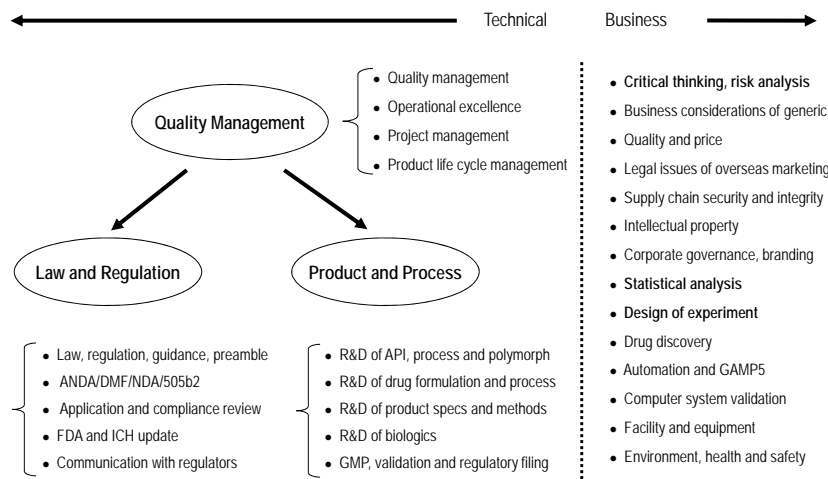 Technical Business
Quality Management
• Quality management
• Operational excellence
• Project management
• Product life cycle management
Law and Regulation
Product and Process
• Law, regulation, guidance, preamble
• ANDA/DMF/NDA/505b2
• Application and compliance review
• FDA and ICH update
• Communication with regulators
• R&D of API, process and polymorph
• R&D of drug formulation and process
• R&D of product specs and methods
• R&D of biologics
• GMP, validation and regulatory filing
• Critical thinking, risk analysis
• Business considerations of generic
• Quality and price
• Legal issues of overseas marketing
• Supply chain security and integrity
• Intellectual property
• Corporate governance, branding
• Statistical analysis
• Design of experiment
• Drug discovery
• Automation and GAMP5
• Computer system validation
• Facility and equipment
• Environment, health and safety